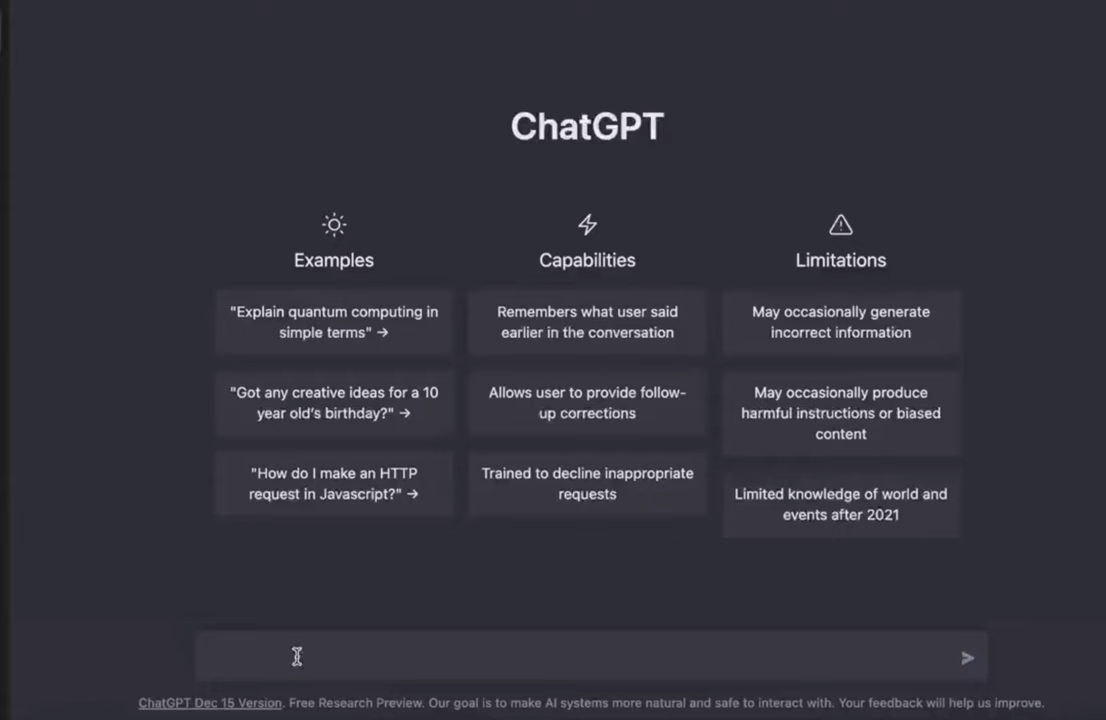 ChatGPT
Examples
"Explain quantum computing in
simple terms" →
"Got any creative ideas for a 10
year old's birthday?" →
"How do I make an HTTP
request in Javascript?" →
Capabilities
Remembers what user said
earlier in the conversation
Allows user to provide follow-
up corrections
Trained to decline inappropriate
requests
Limitations
May occasionally generate
incorrect information
May occasionally produce
harmful instructions or biased
content
Limited knowledge of world and
events after 2021
ChatGPT Dec 15 Version. Free Research Preview. Our goal is to make AI systems more natural and safe to interact with. Your feedback will help us improve.